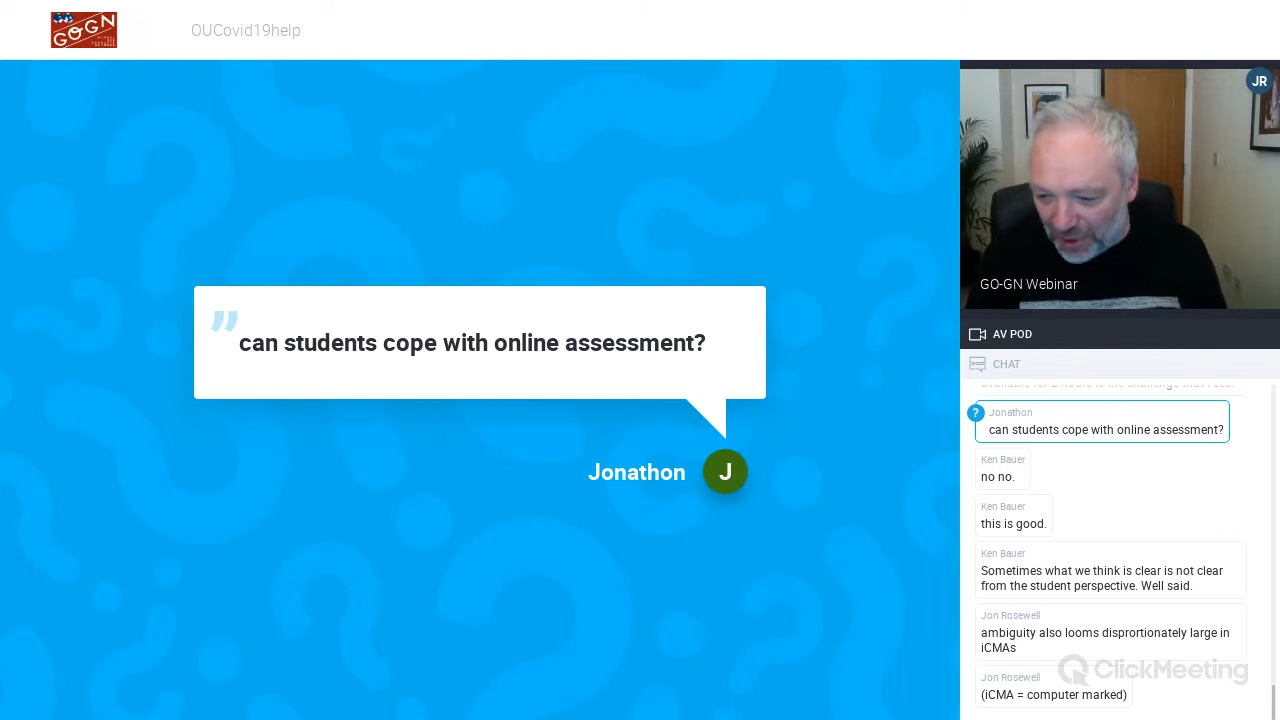 GOGN
OUCovid19help
can students cope with online assessment?
Jonathon
J
JR
GO-GN Webinar
AV POD
CHAT
?
Jonathon
can students cope with online assessment?
Ken Bauer
no no.
Ken Bauer
this is good.
Ken Bauer
Sometimes what we think is clear is not clear
from the student perspective. Well said.
Jon Rosewell
ambiguity also looms disprortionately large in
iCMAs
Jon Rosewell
(iCMA = computer marked)
ClickMeeting